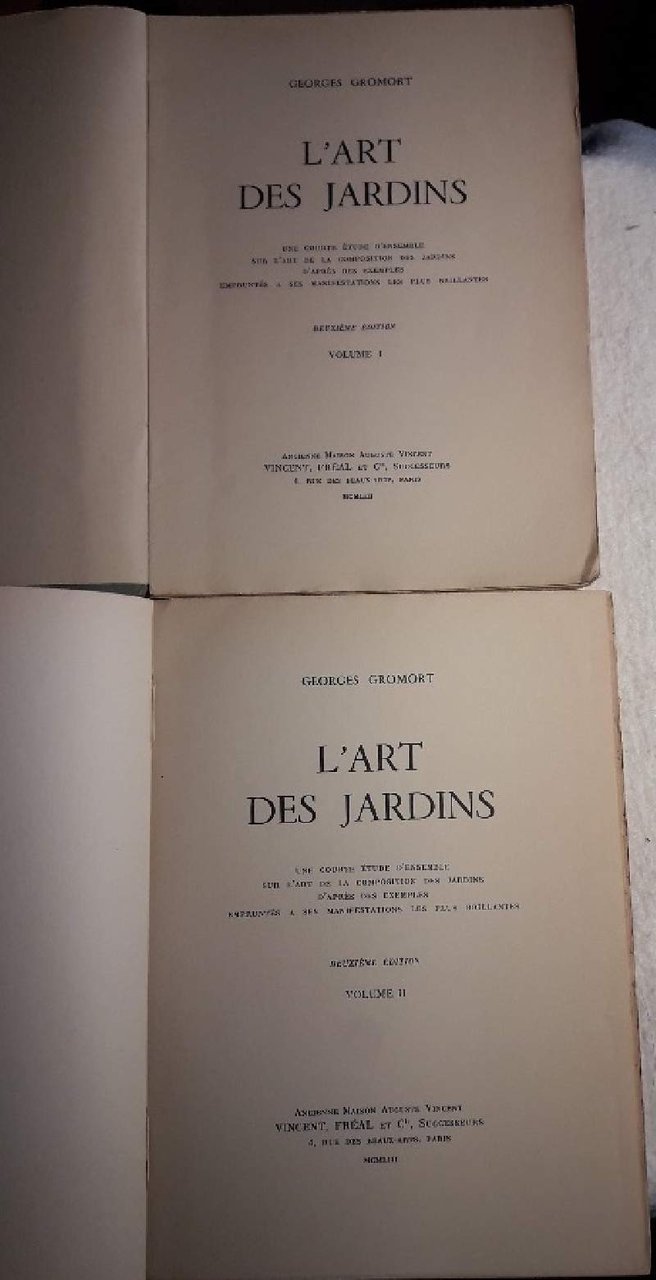 GEORGES GROMORT
L'ART
DES JARDINS
UNE COURTE ÉTUDE D'ENSEMBLE
SUR L'ART DE LA COMPOSITION DES JARDINS
D'APRÈS DES EXEMPLES
EMPRUNTÉS A SES MANIFESTATIONS LES PLUS BRILLANTES
DEUXIÈME ÉDITION
VOLUME I
ANCIENNE MAISON AUGUSTE VINCENT
VINCENT, FRÉAL ET Cie, SUCCESSEURS
4, RUE DES BEAUX-ARTS, PARIS
MCMLIII
GEORGES GROMORT
L'ART
DES JARDINS
UNE COURTE ÉTUDE D'ENSEMBLE
SUR L'ART DE LA COMPOSITION DES JARDINS
D'APRÈS DES EXEMPLES
EMPRUNTÉS A SES MANIFESTATIONS LES PLUS BRILLANTES
DEUXIÈME ÉDITION
VOLUME II
ANCIENNE MAISON AUGUSTE VINCENT
VINCENT, FRÉAL ET Cie, SUCCESSEURS
4, RUE DES BEAUX-ARTS, PARIS
MCMLIII